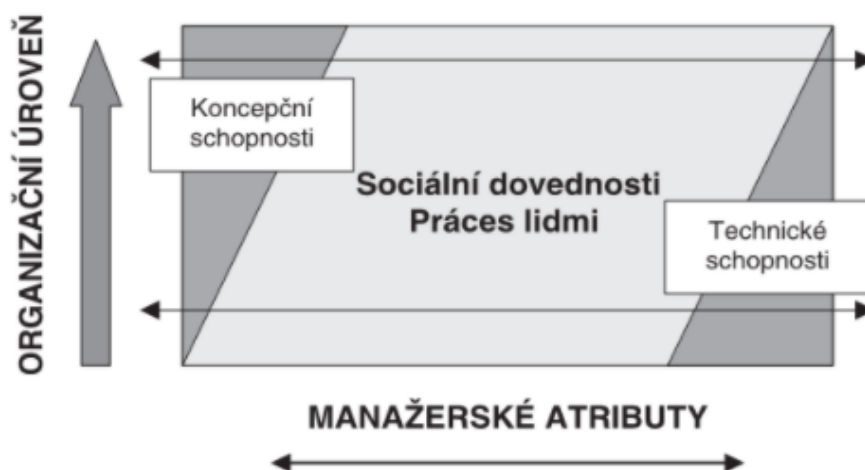 ORGANIZAČNÍ ÚROVEŇ
Koncepční
schopnosti
Sociální dovednosti
Práces lidmi
Technické
schopnosti
MANAŽERSKÉ ATRIBUTY